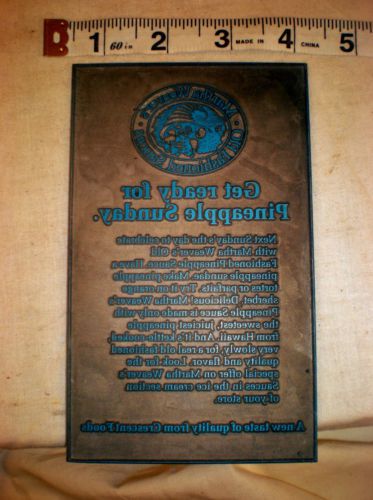 1 60 in 2 3 MADE IN 4 CHINA 5
Martha Weaver's
Old Fashioned Sauces
Get ready for
Pineapple Sunday.
Next Sunday's the day to celebrate
with Martha Weaver's Old
Fashioned Pineapple Sauce. Have a
pineapple sundae. Make pineapple
tortes or parfaits. Try it on orange
sherbet. Delicious! Martha Weaver's
Pineapple Sauce is made only with
the sweetest, juiciest pineapple
from Hawaii. And it's kettle-cooked,
very slowly, for a real old fashioned
quality and flavor. Look for the
special offer on Martha Weaver's
Sauces in the ice cream section
of your store.
A new taste of quality from Crescent Foods